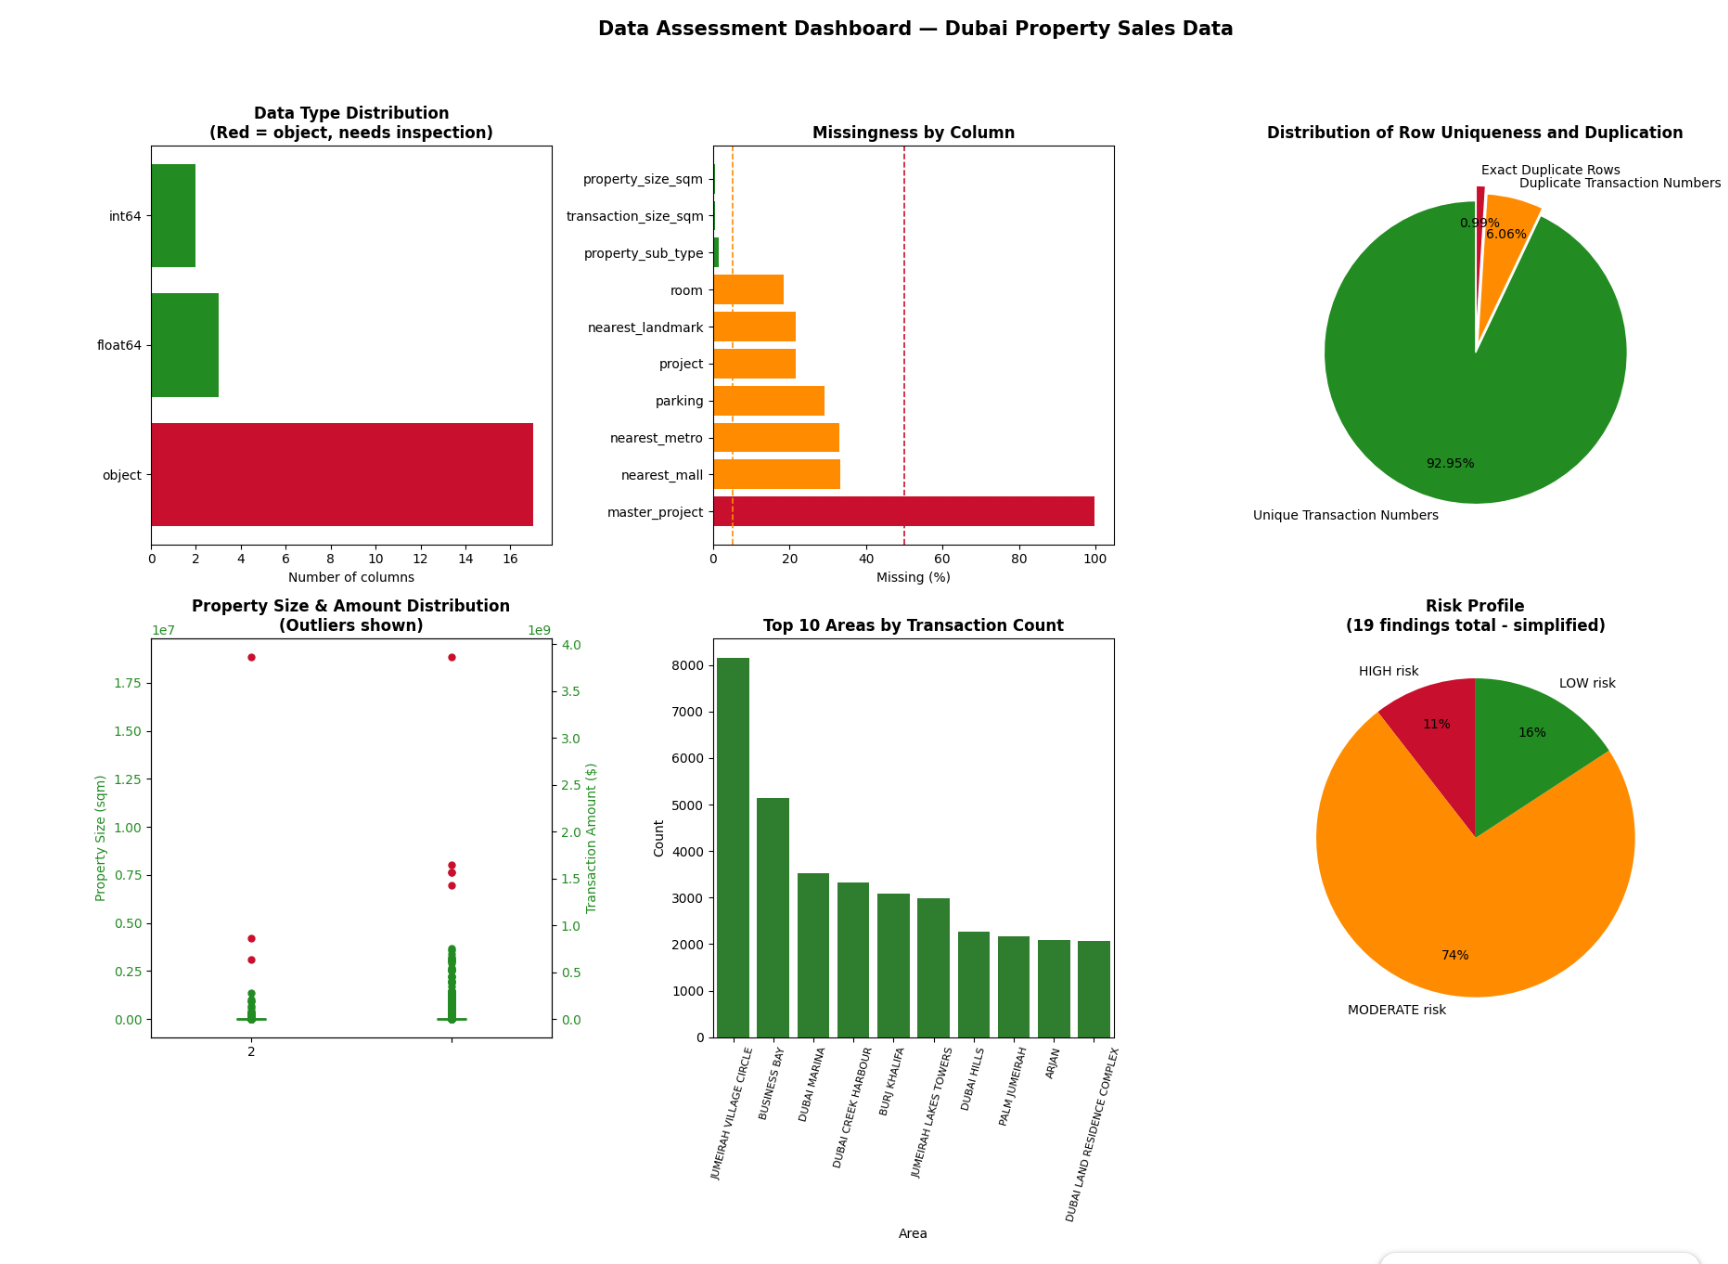 Data Assessment Dashboard — Dubai Property Sales Data
Data Type Distribution
(Red = object, needs inspection)
int64
float64
object
0 2 4 6 8 10 12 14 16
Number of columns
Missingness by Column
property_size_sqm
transaction_size_sqm
property_sub_type
room
nearest_landmark
project
parking
nearest_metro
nearest_mall
master_project
0 20 40 60 80 100
Missing (%)
Distribution of Row Uniqueness and Duplication
Exact Duplicate Rows
Duplicate Transaction Numbers
0.99%
6.06%
92.95%
Unique Transaction Numbers
Property Size & Amount Distribution
(Outliers shown)
1e7
1.75
1.50
1.25
1.00
0.75
0.50
0.25
0.00
Property Size (sqm)
2
1e9
4.0
3.5
3.0
2.5
2.0
1.5
1.0
0.5
0.0
Transaction Amount ($)
Top 10 Areas by Transaction Count
8000
7000
6000
5000
4000
3000
2000
1000
0
Count
JUMEIRAH VILLAGE CIRCLE
BUSINESS BAY
DUBAI MARINA
DUBAI CREEK HARBOUR
BURJ KHALIFA
JUMEIRAH LAKES TOWERS
DUBAI HILLS
PALM JUMEIRAH
ARJAN
DUBAI LAND RESIDENCE COMPLEX
Area
Risk Profile
(19 findings total - simplified)
HIGH risk
LOW risk
11%
16%
74%
MODERATE risk